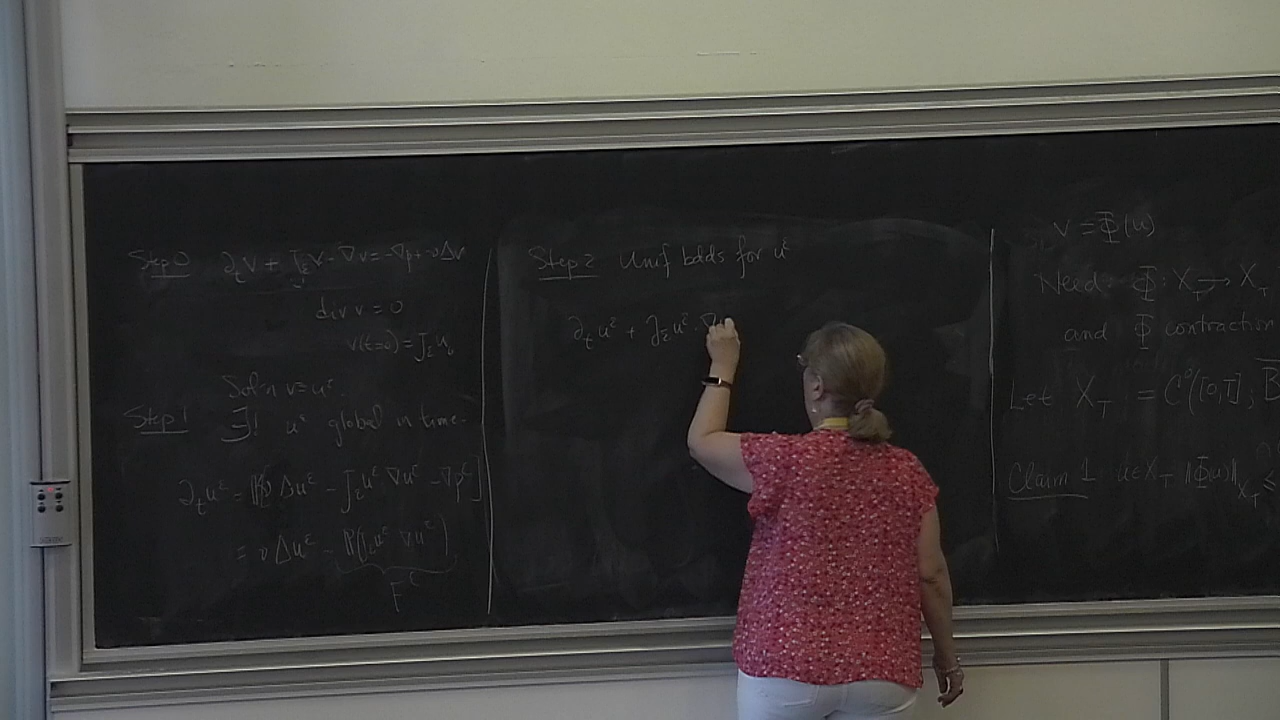 Step 0 ∂_t v + J_ε v · ∇v = -∇p + ν Δv
div v = 0
v(t=0) = J_ε u_0
Sol'n v = u^ε.
Step 1 ∃! u^ε global in time.
∂_t u^ε = ℙ[ν Δu^ε - J_ε u^ε ∇u^ε - ∇p^ε]
= ν Δu^ε - ℙ(J_ε u^ε ∇u^ε)
F^ε
Step 2 Unif bdds for u^ε
∂_t u^ε + J_ε u^ε · ∇u
v = Φ(u)
Need: Φ: X_T → X_T
and Φ contraction
Let X_T := C^0([0,T];
Claim 1: u∈X_T ‖Φ(u)‖_{X_T} ≤